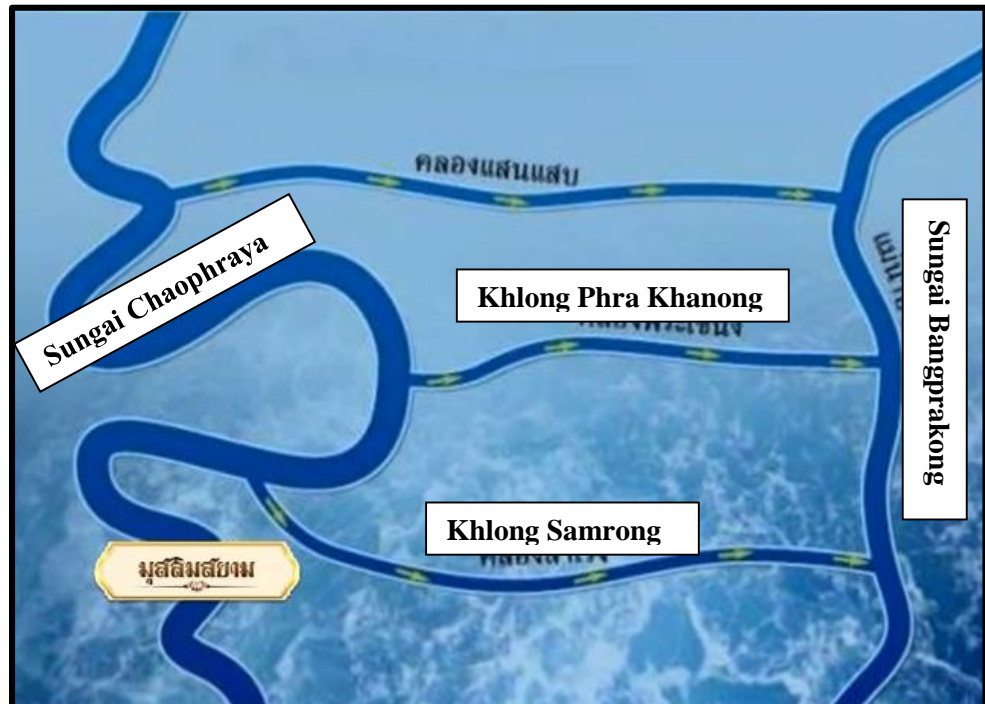 คลองแสนแสบ
Sungai Chaophraya
Khlong Phra Khanong
Sungai Bangprakong
Khlong Samrong
มุสลิมสยาม